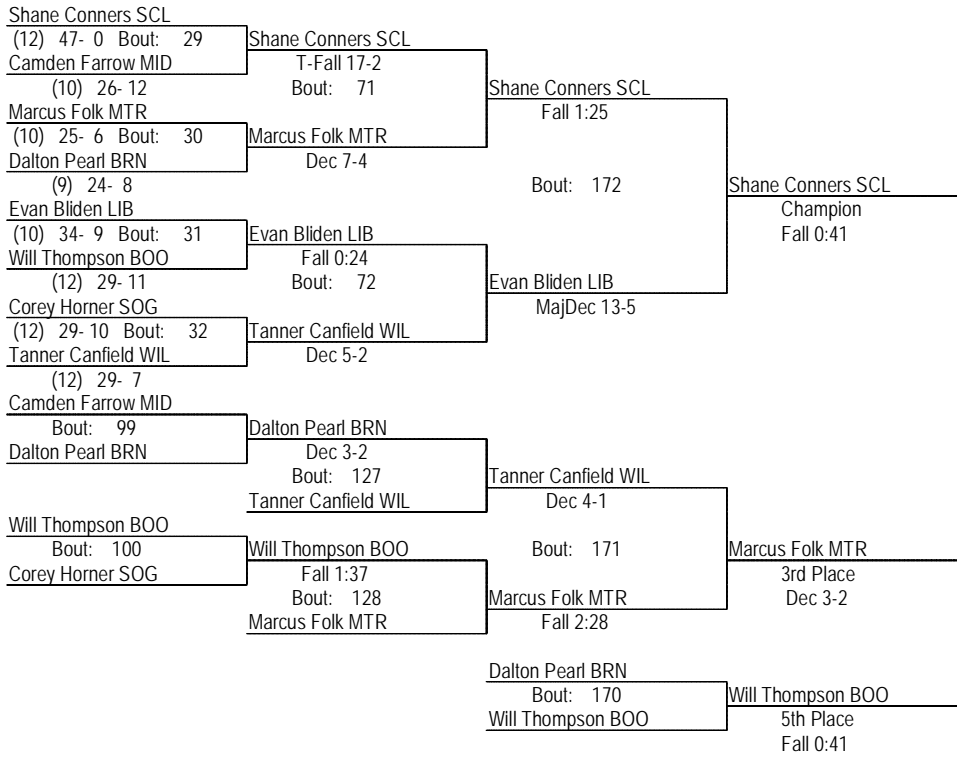 Shane Conners SCL
(12) 47- 0 Bout: 29
Shane Conners SCL
Camden Farrow MID
T-Fall 17-2
(10) 26- 12
Bout: 71
Shane Conners SCL
Marcus Folk MTR
Fall 1:25
(10) 25- 6 Bout: 30
Marcus Folk MTR
Dalton Pearl BRN
Dec 7-4
(9) 24- 8
Bout: 172
Shane Conners SCL
Evan Bliden LIB
Champion
(10) 34- 9 Bout: 31
Evan Bliden LIB
Fall 0:41
Will Thompson BOO
Fall 0:24
(12) 29- 11
Bout: 72
Evan Bliden LIB
Corey Horner SOG
MajDec 13-5
(12) 29- 10 Bout: 32
Tanner Canfield WIL
Tanner Canfield WIL
Dec 5-2
(12) 29- 7
Camden Farrow MID
Bout: 99
Dalton Pearl BRN
Dalton Pearl BRN
Dec 3-2
Bout: 127
Tanner Canfield WIL
Tanner Canfield WIL
Dec 4-1
Will Thompson BOO
Bout: 100
Will Thompson BOO
Bout: 171
Marcus Folk MTR
Corey Horner SOG
Fall 1:37
3rd Place
Bout: 128
Marcus Folk MTR
Dec 3-2
Marcus Folk MTR
Fall 2:28
Dalton Pearl BRN
Bout: 170
Will Thompson BOO
Will Thompson BOO
5th Place
Fall 0:41